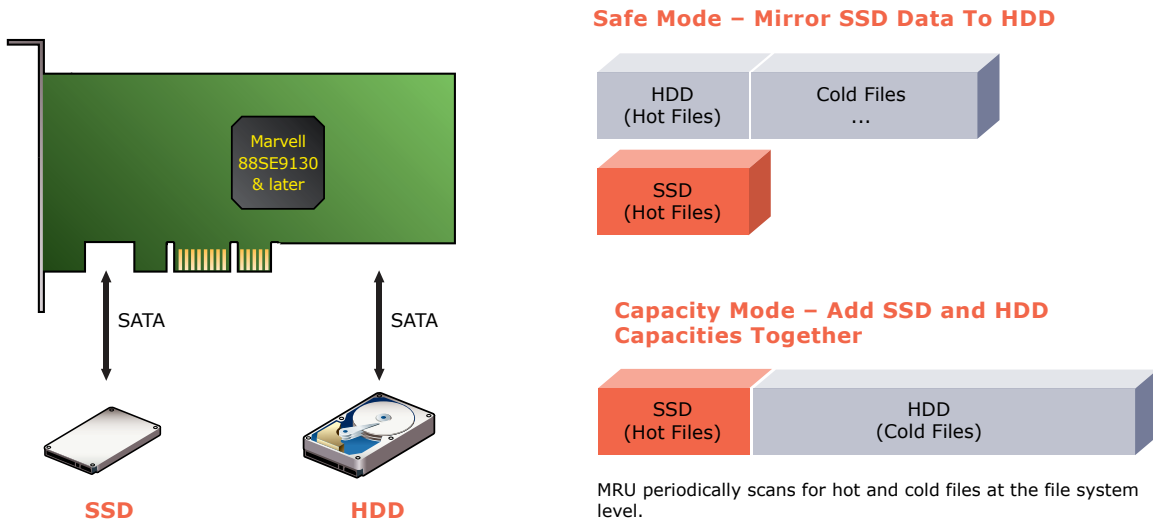 Marvell
88SE9130
& later
SATA
SATA
SSD
HDD
Safe Mode – Mirror SSD Data To HDD
HDD
(Hot Files)
Cold Files
...
SSD
(Hot Files)
Capacity Mode – Add SSD and HDD
Capacities Together
SSD
(Hot Files)
HDD
(Cold Files)
MRU periodically scans for hot and cold files at the file system
level.